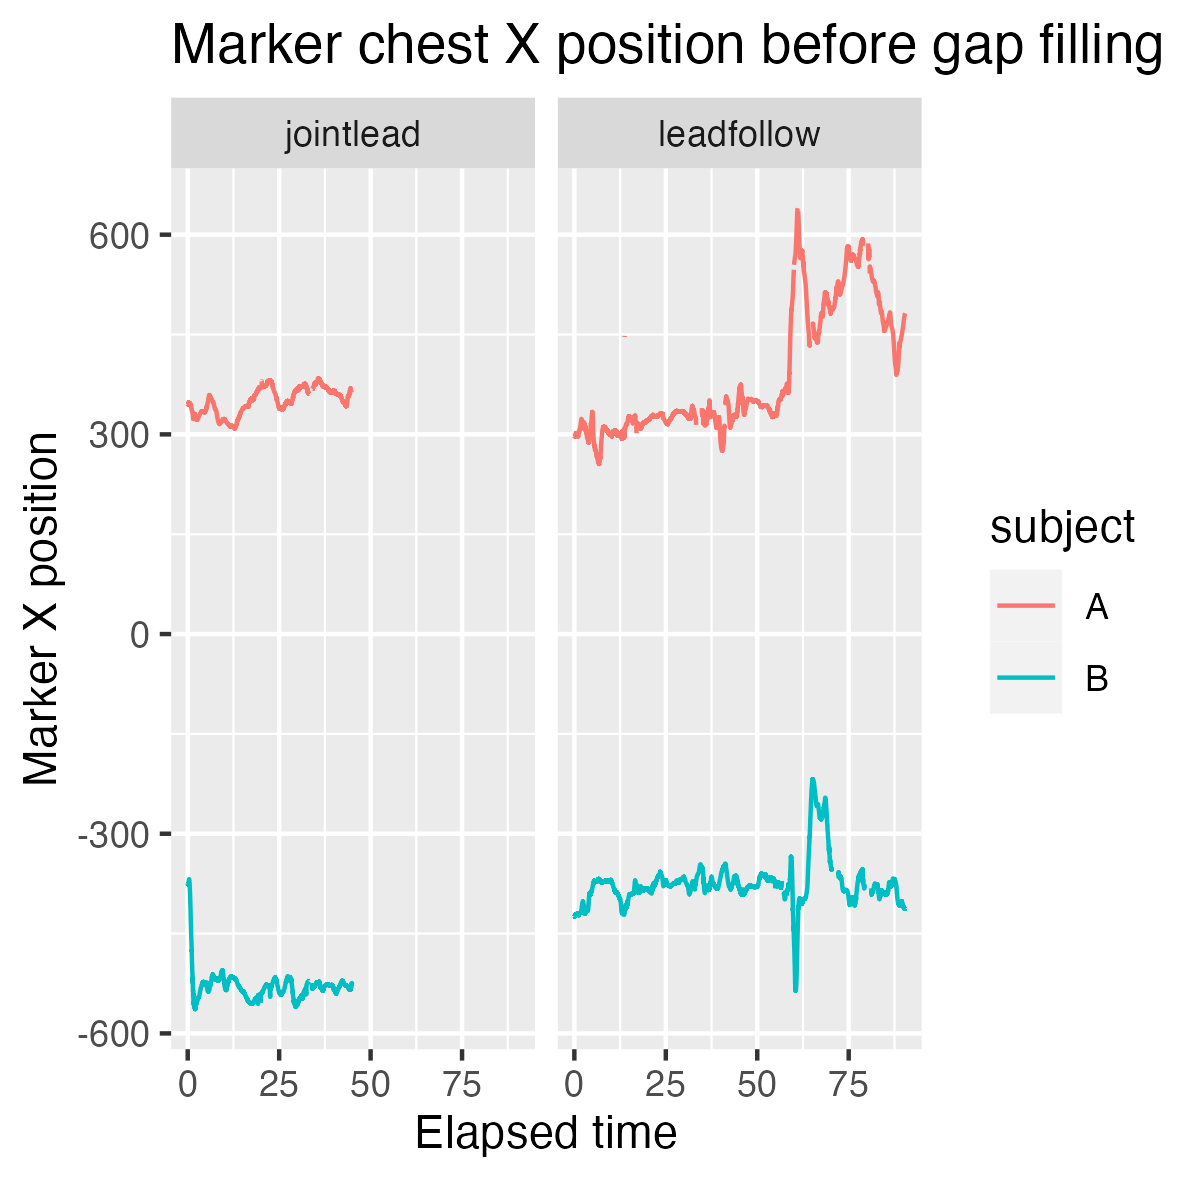 Marker chest X position before gap filling
jointlead
leadfollow
Marker X position
600
300
0
-300
-600
0 25 50 75
0 25 50 75
Elapsed time
subject
A
B